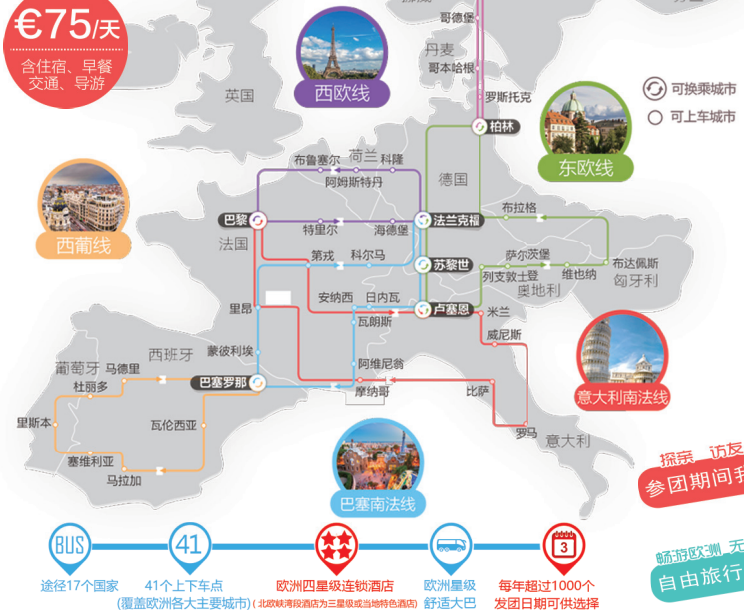 €75/天
含住宿、早餐
交通、导游
哥德堡
丹麦
哥本哈根
罗斯托克
英国
西欧线
可换乘城市
可上车城市
柏林
东欧线
布鲁塞尔
荷兰
科隆
阿姆斯特丹
德国
布拉格
西葡线
巴黎
特里尔
海德堡
法兰克福
法国
第戎
科尔马
苏黎世
萨尔茨堡
列支敦士登
维也纳
布达佩斯
奥地利
匈牙利
里昂
安纳西
日内瓦
卢塞恩
米兰
瓦朗斯
威尼斯
蒙彼利埃
阿维尼翁
葡萄牙
马德里
西班牙
杜丽多
巴塞罗那
摩纳哥
比萨
意大利南法线
里斯本
瓦伦西亚
罗马
意大利
塞维利亚
马拉加
巴塞南法线
探亲 访友
参团期间我
BUS
41
3
途径17个国家
41个上下车点
(覆盖欧洲各大主要城市)
欧洲四星级连锁酒店
(北欧峡湾段酒店为三星级或当地特色酒店)
欧洲星级
舒适大巴
每年超过1000个
发团日期可供选择
畅游欧洲 无
自由旅行